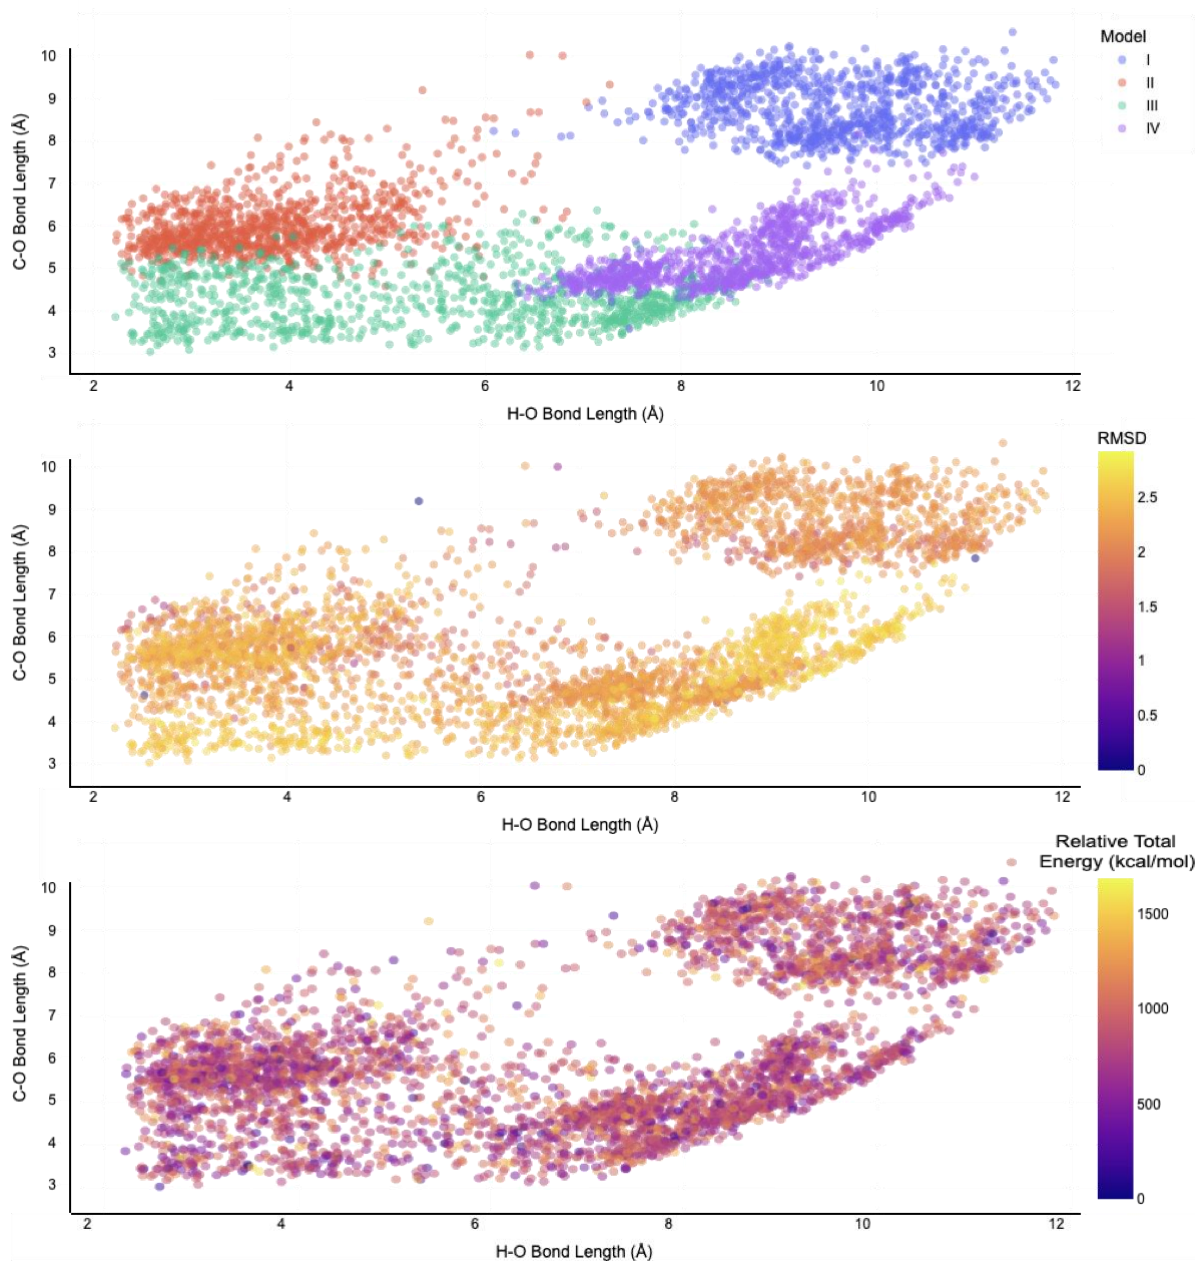 Model
I
II
III
IV
C-O Bond Length (Å)
10
9
8
7
6
5
4
3
2 4 6 8 10 12
H-O Bond Length (Å)
RMSD
2.5
2
1.5
1
0.5
0
C-O Bond Length (Å)
10
9
8
7
6
5
4
3
2 4 6 8 10 12
H-O Bond Length (Å)
Relative Total
Energy (kcal/mol)
1500
1000
500
0
C-O Bond Length (Å)
10
9
8
7
6
5
4
3
2 4 6 8 10 12
H-O Bond Length (Å)